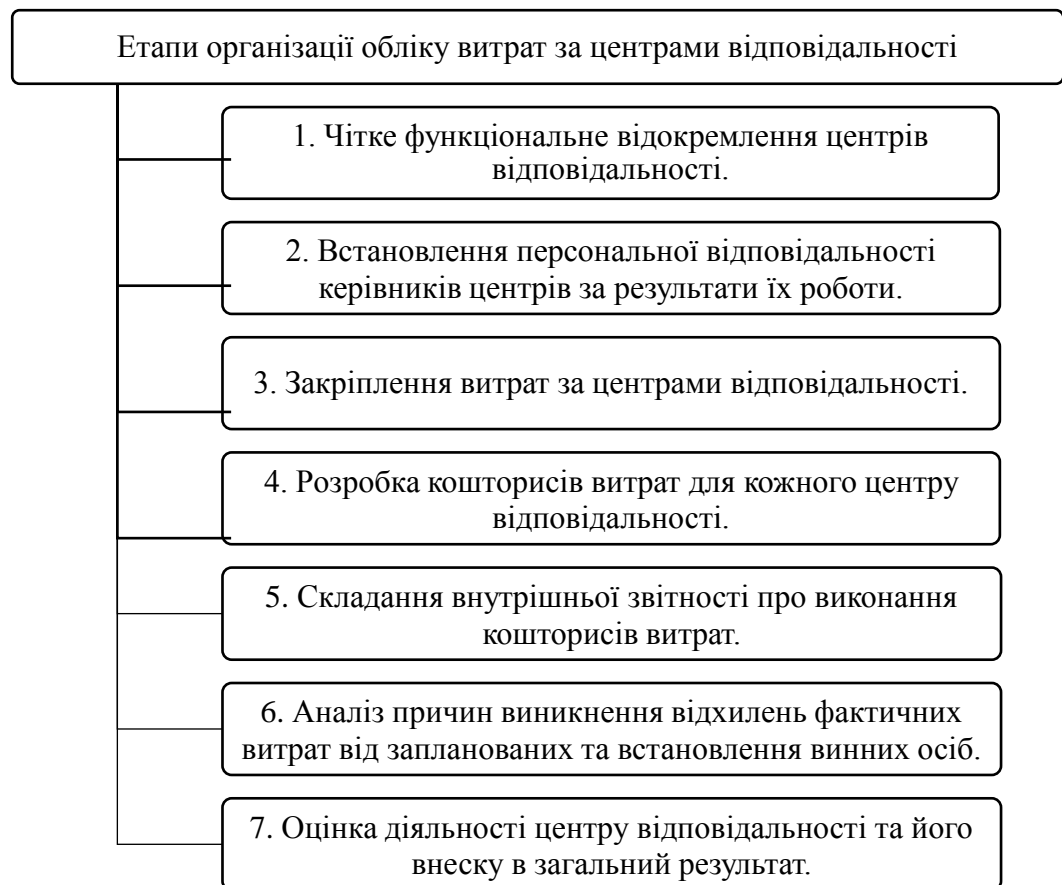 Етапи організації обліку витрат за центрами відповідальності
1. Чітке функціональне відокремлення центрів
відповідальності.
2. Встановлення персональної відповідальності
керівників центрів за результати їх роботи.
3. Закріплення витрат за центрами відповідальності.
4. Розробка кошторисів витрат для кожного центру
відповідальності.
5. Складання внутрішньої звітності про виконання
кошторисів витрат.
6. Аналіз причин виникнення відхилень фактичних
витрат від запланованих та встановлення винних осіб.
7. Оцінка діяльності центру відповідальності та його
внеску в загальний результат.